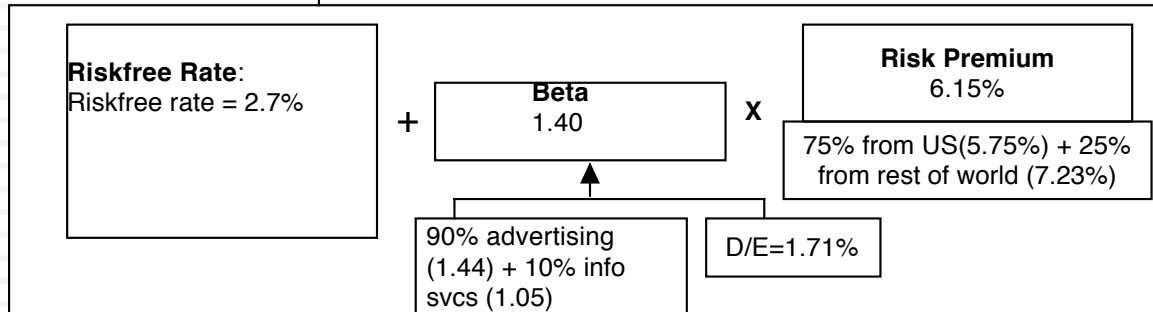 Riskfree Rate:
Riskfree rate = 2.7%
+
Beta
1.40
X
Risk Premium
6.15%
75% from US(5.75%) + 25%
from rest of world (7.23%)
90% advertising
(1.44) + 10% info
svcs (1.05)
D/E=1.71%